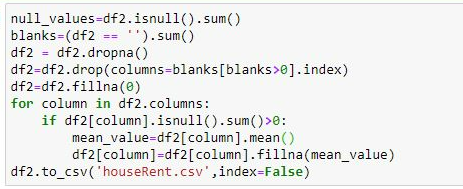 null_values=df2.isnull().sum()
blanks=(df2 == '').sum()
df2 = df2.dropna()
df2=df2.drop(columns=blanks[blanks>0].index)
df2=df2.fillna(0)
for column in df2.columns:
    if df2[column].isnull().sum()>0:
        mean_value=df2[column].mean()
        df2[column]=df2[column].fillna(mean_value)
df2.to_csv('houseRent.csv',index=False)